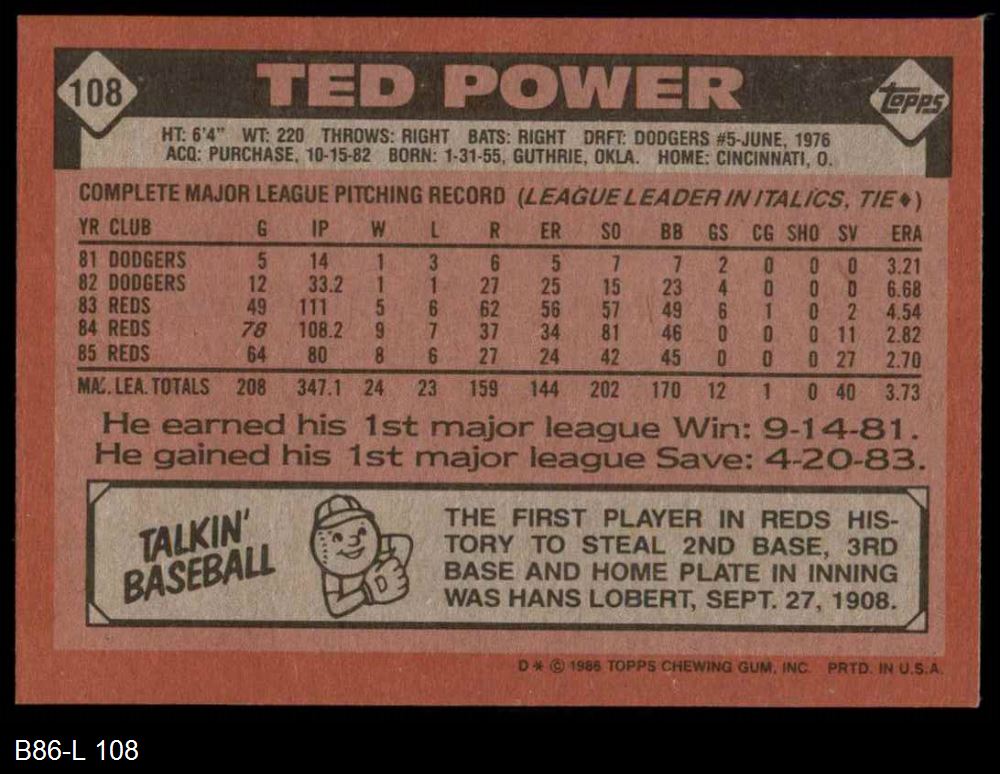 108
TED POWER
TOPPS
HT: 6'4" WT: 220 THROWS: RIGHT BATS: RIGHT DRFT: DODGERS #5-JUNE, 1976
ACQ: PURCHASE, 10-15-82 BORN: 1-31-55, GUTHRIE, OKLA. HOME: CINCINNATI, O.
COMPLETE MAJOR LEAGUE PITCHING RECORD (LEAGUE LEADER IN ITALICS, TIE♦)
YR CLUB G IP W L R ER SO BB GS CG SHO SV ERA
81 DODGERS 5 14 1 3 6 5 7 7 2 0 0 0 3.21
82 DODGERS 12 33.2 1 1 27 25 15 23 4 0 0 0 6.68
83 REDS 49 111 5 6 62 56 57 49 6 1 0 2 4.54
84 REDS 78 108.2 9 7 37 34 81 46 0 0 0 11 2.82
85 REDS 64 80 8 6 27 24 42 45 0 0 0 27 2.70
MAJ. LEA. TOTALS 208 347.1 24 23 159 144 202 170 12 1 0 40 3.73
He earned his 1st major league Win: 9-14-81.
He gained his 1st major league Save: 4-20-83.
TALKIN'
BASEBALL
THE FIRST PLAYER IN REDS HIS-
TORY TO STEAL 2ND BASE, 3RD
BASE AND HOME PLATE IN INNING
WAS HANS LOBERT, SEPT. 27, 1908.
D * © 1986 TOPPS CHEWING GUM, INC. PRTD. IN U.S.A.
B86-L 108